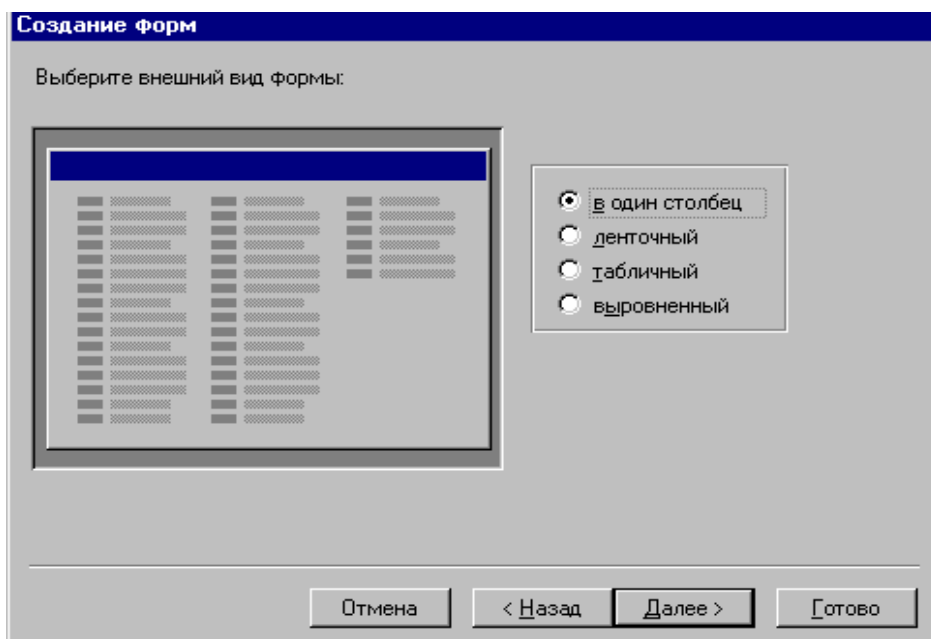 Создание форм
Выберите внешний вид формы:
в один столбец
ленточный
табличный
выровненный
Отмена
< Назад
Далее >
Готово